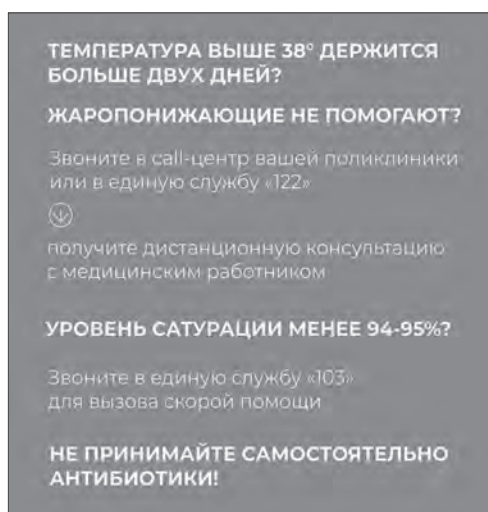 ТЕМПЕРАТУРА ВЫШЕ 38° ДЕРЖИТСЯ
БОЛЬШЕ ДВУХ ДНЕЙ?
ЖАРОПОНИЖАЮЩИЕ НЕ ПОМОГАЮТ?
Звоните в call-центр вашей поликлиники
или в единую службу «122»
получите дистанционную консультацию
с медицинским работником
УРОВЕНЬ САТУРАЦИИ МЕНЕЕ 94-95%?
Звоните в единую службу «103»
для вызова скорой помощи
НЕ ПРИНИМАЙТЕ САМОСТОЯТЕЛЬНО
АНТИБИОТИКИ!